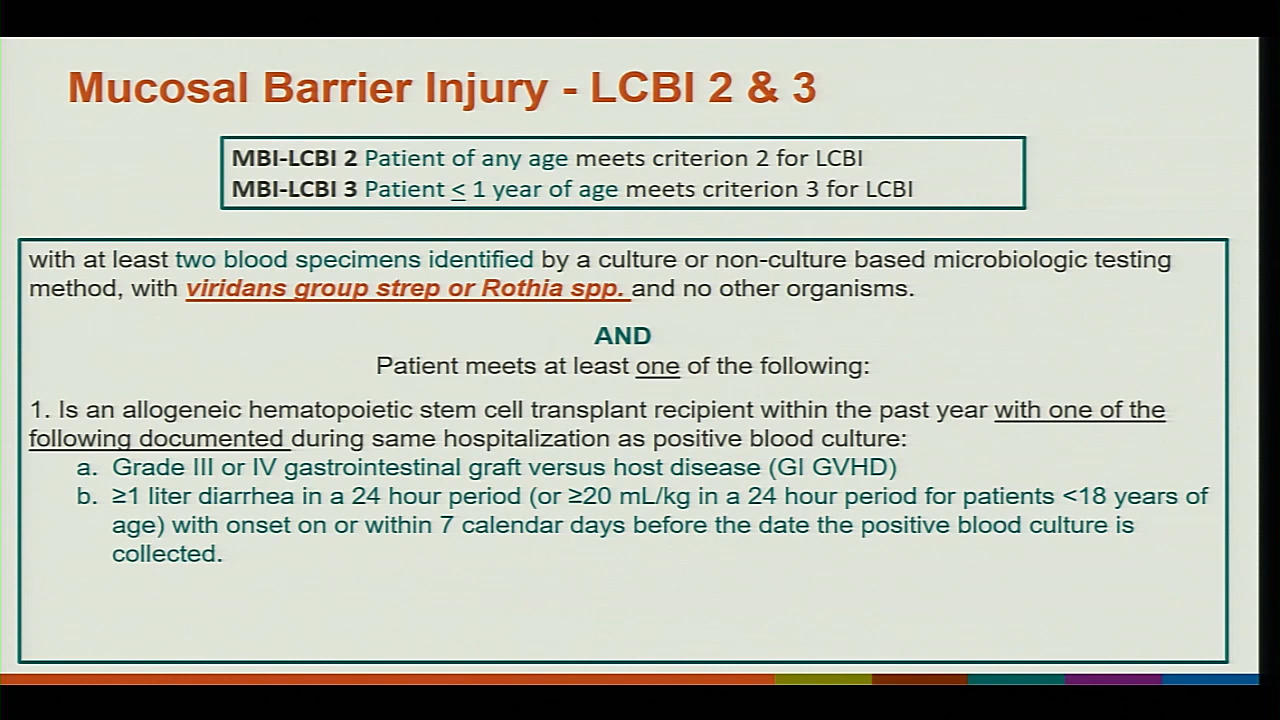 Mucosal Barrier Injury - LCBI 2 & 3
MBI-LCBI 2 Patient of any age meets criterion 2 for LCBI
MBI-LCBI 3 Patient < 1 year of age meets criterion 3 for LCBI
with at least two blood specimens identified by a culture or non-culture based microbiologic testing
method, with viridans group strep or Rothia spp. and no other organisms.
AND
Patient meets at least one of the following:
1. Is an allogeneic hematopoietic stem cell transplant recipient within the past year with one of the
following documented during same hospitalization as positive blood culture:
a. Grade III or IV gastrointestinal graft versus host disease (GI GVHD)
b. ≥1 liter diarrhea in a 24 hour period (or ≥20 mL/kg in a 24 hour period for patients <18 years of
age) with onset on or within 7 calendar days before the date the positive blood culture is
collected.